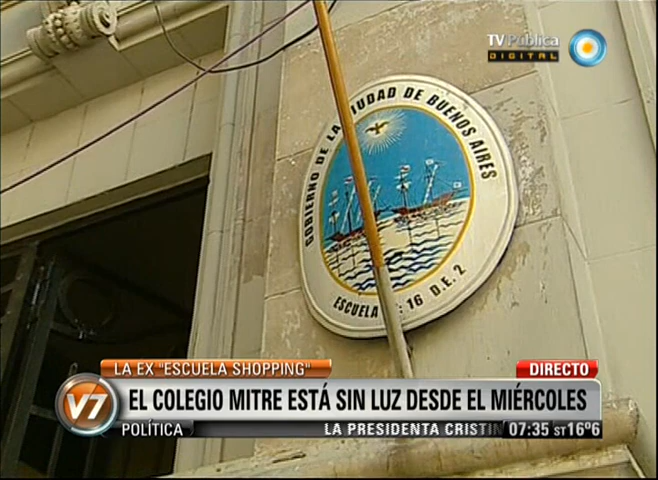 TV Pública
DIGITAL
GOBIERNO DE LA CIUDAD DE BUENOS AIRES
ESCUELA 16 D.E. 2
LA EX "ESCUELA SHOPPING"
DIRECTO
V7
EL COLEGIO MITRE ESTÁ SIN LUZ DESDE EL MIÉRCOLES
POLÍTICA
LA PRESIDENTA CRISTIN
07:35 ST 16°6